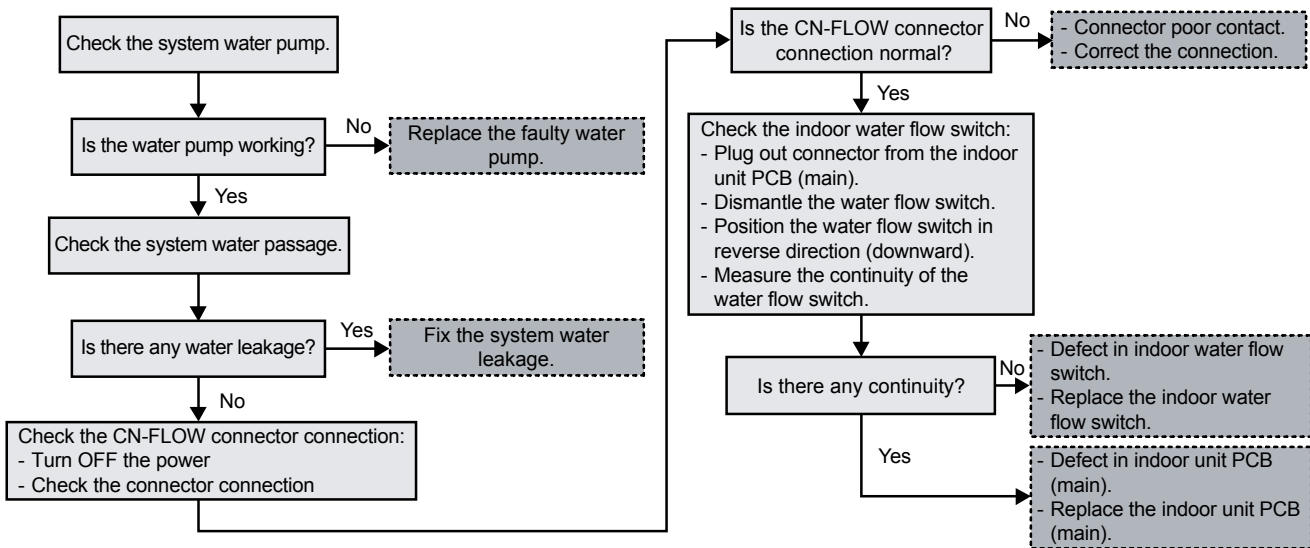 Check the system water pump.
Is the water pump working?
No
Replace the faulty water
pump.
Yes
Check the system water passage.
Is there any water leakage?
Yes
Fix the system water
leakage.
No
Check the CN-FLOW connector connection:
- Turn OFF the power
- Check the connector connection
Is the CN-FLOW connector
connection normal?
No
- Connector poor contact.
- Correct the connection.
Yes
Check the indoor water flow switch:
- Plug out connector from the indoor
unit PCB (main).
- Dismantle the water flow switch.
- Position the water flow switch in
reverse direction (downward).
- Measure the continuity of the
water flow switch.
Is there any continuity?
No
- Defect in indoor water flow
switch.
- Replace the indoor water
flow switch.
Yes
- Defect in indoor unit PCB
(main).
- Replace the indoor unit PCB
(main).